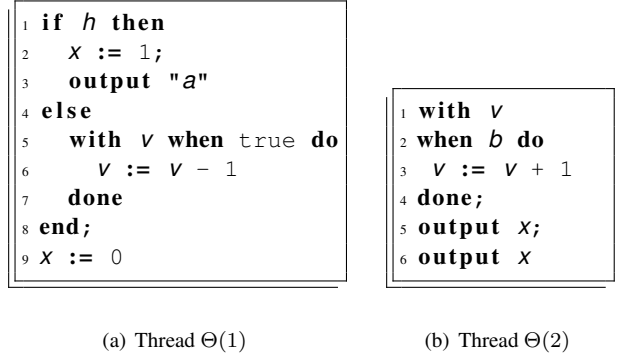 1 if h then
2 x := 1;
3 output "a"
4 else
5 with v when true do
6 v := v - 1
7 done
8 end;
9 x := 0
(a) Thread Θ(1)
1 with v
2 when b do
3 v := v + 1
4 done;
5 output x;
6 output x
(b) Thread Θ(2)